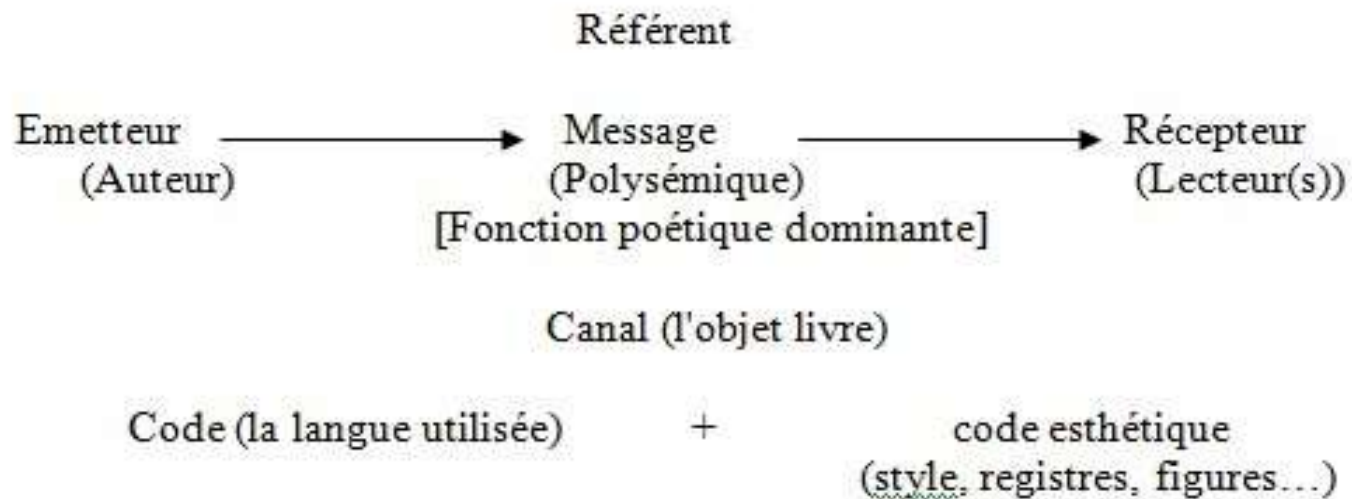 Référent
Emetteur Message Récepteur
(Auteur) (Polysémique) (Lecteur(s))
[Fonction poétique dominante]
Canal (l'objet livre)
Code (la langue utilisée) + code esthétique
(style, registres, figures…)